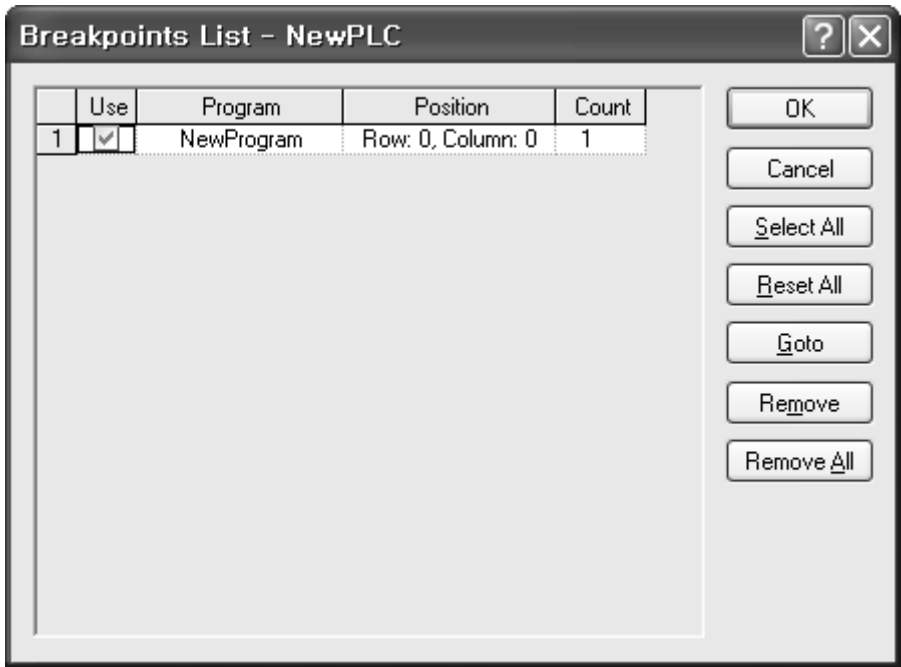 Breakpoints List - NewPLC
Use Program Position Count
1 NewProgram Row: 0, Column: 0 1
OK
Cancel
Select All
Reset All
Goto
Remove
Remove All